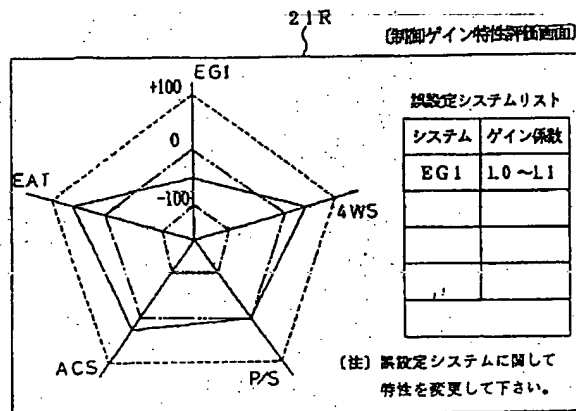 21R
〔制御ゲイン特性評価画面〕
EG1
+100
0
-100
EAT
4WS
ACS
P/S
誤設定システムリスト
システム ゲイン係数
EG1 1.0〜1.1
〔注〕誤設定システムに関して
特性を変更して下さい。